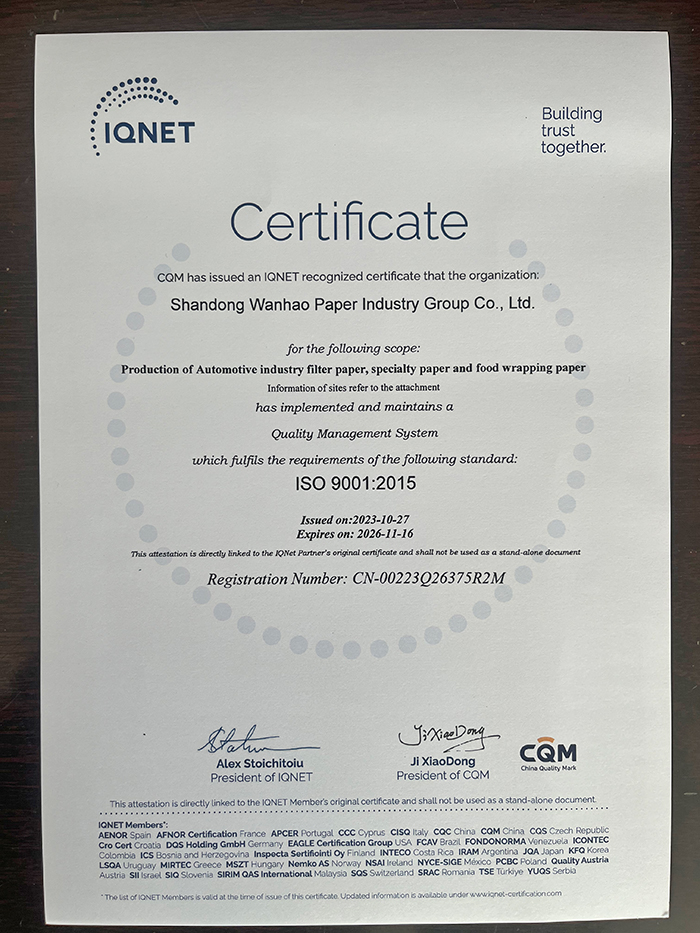 IQNET
Building
trust
together.
Certificate
CQM has issued an IQNET recognized certificate that the organization:
Shandong Wanhao Paper Industry Group Co., Ltd.
for the following scope:
Production of Automotive industry filter paper, specialty paper and food wrapping paper
Information of sites refer to the attachment
has implemented and maintains a
Quality Management System
which fulfils the requirements of the following standard:
ISO 9001:2015
Issued on:2023-10-27
Expires on: 2026-11-16
This attestation is directly linked to the IQNet Partner's original certificate and shall not be used as a stand-alone document
Registration Number: CN-00223Q26375R2M
Alex Stoichitoiu
President of IQNET
Ji XiaoDong
Ji XiaoDong
President of CQM
CQM
China Quality Mark
This attestation is directly linked to the IQNET Member's original certificate and shall not be used as a stand-alone document.
IQNET Members*:
AENOR Spain AFNOR Certification France APCER Portugal CCC Cyprus CISQ Italy CQC China CQM China CQS Czech Republic
Cro Cert Croatia DQS Holding GmbH Germany EAGLE Certification Group USA FCAV Brazil FONDONORMA Venezuela ICONTEC
Colombia ICS Bosnia and Herzegovina Inspecta Sertifiointi Oy Finland INTECO Costa Rica IRAM Argentina JQA Japan KFQ Korea
LSQA Uruguay MIRTEC Greece MSZT Hungary Nemko AS Norway NSAI Ireland NYCE-SIGE México PCBC Poland Quality Austria
Austria SII Israel SIQ Slovenia SIRIM QAS International Malaysia SQS Switzerland SRAC Romania TSE Türkiye YUQS Serbia
* The list of IQNET Members is valid at the time of issue of this certificate. Updated information is available under www.iqnet-certification.com